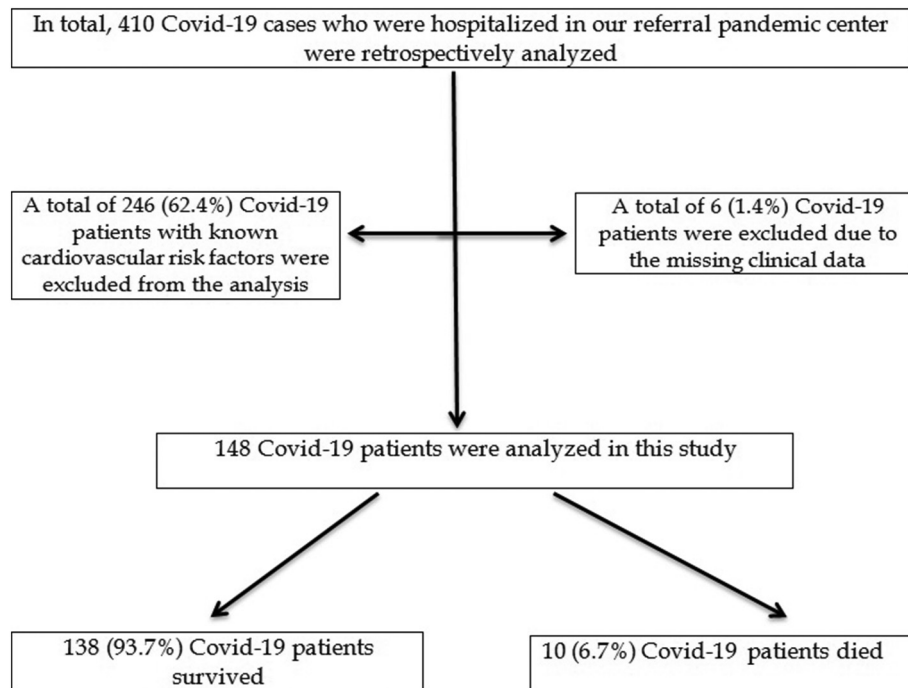 In total, 410 Covid-19 cases who were hospitalized in our referral pandemic center
were retrospectively analyzed
A total of 246 (62.4%) Covid-19
patients with known
cardiovascular risk factors were
excluded from the analysis
A total of 6 (1.4%) Covid-19
patients were excluded due to
the missing clinical data
148 Covid-19 patients were analyzed in this study
138 (93.7%) Covid-19 patients
survived
10 (6.7%) Covid-19 patients died